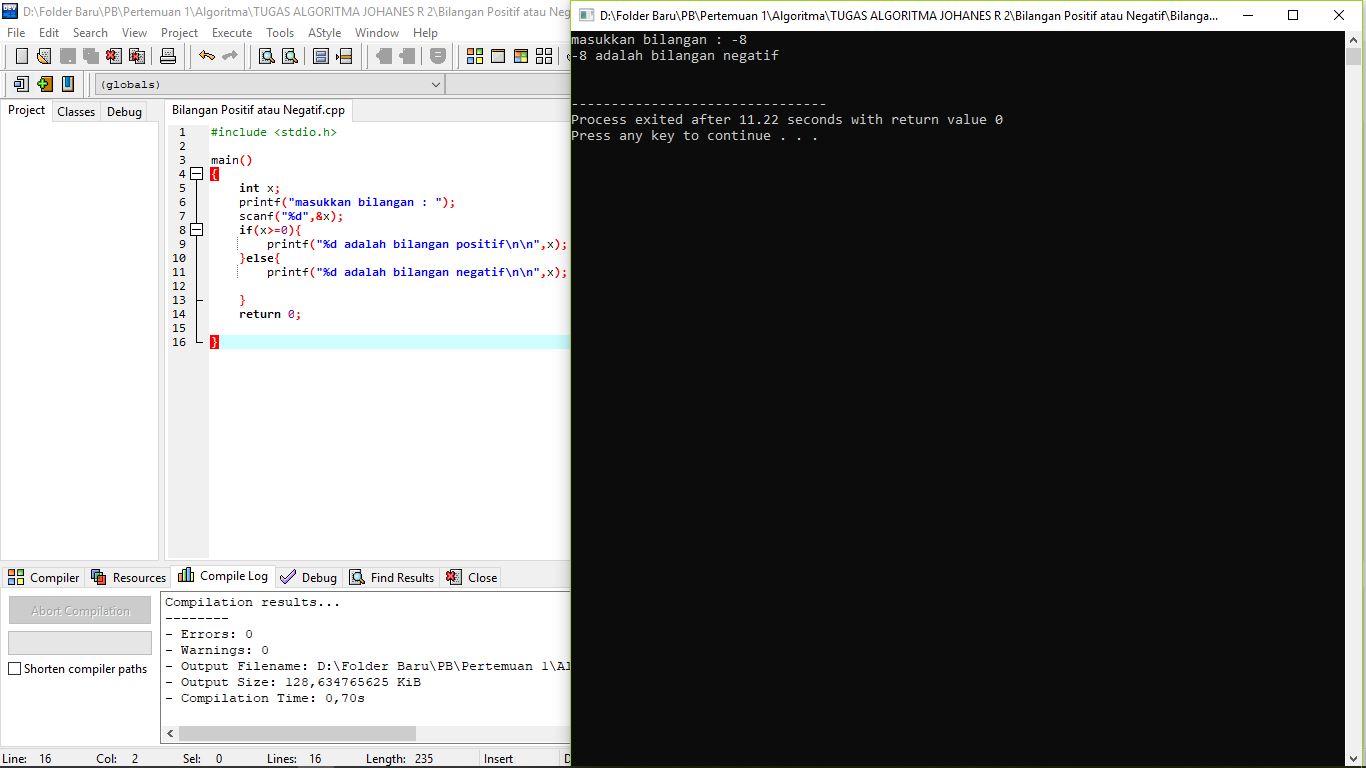 D:\Folder Baru\PB\Pertemuan 1\Algoritma\TUGAS ALGORITMA JOHANES R 2\Bilangan Positif atau Neg
File Edit Search View Project Execute Tools AStyle Window Help
(globals)
Project Classes Debug
Bilangan Positif atau Negatif.cpp
1 #include <stdio.h>
2
3 main()
4 {
5 int x;
6 printf("masukkan bilangan : ");
7 scanf("%d",&x);
8 if(x>=0){
9 printf("%d adalah bilangan positif\n\n",x);
10 }else{
11 printf("%d adalah bilangan negatif\n\n",x);
12
13 }
14 return 0;
15
16 }
Compiler Resources Compile Log Debug Find Results Close
Abort Compilation
Shorten compiler paths
Compilation results...
--------
- Errors: 0
- Warnings: 0
- Output Filename: D:\Folder Baru\PB\Pertemuan 1\Al
- Output Size: 128,634765625 KiB
- Compilation Time: 0,70s
Line: 16 Col: 2 Sel: 0 Lines: 16 Length: 235 Insert D
D:\Folder Baru\PB\Pertemuan 1\Algoritma\TUGAS ALGORITMA JOHANES R 2\Bilangan Positif atau Negatif\Bilanga...
masukkan bilangan : -8
-8 adalah bilangan negatif
--------------------------------
Process exited after 11.22 seconds with return value 0
Press any key to continue . . .